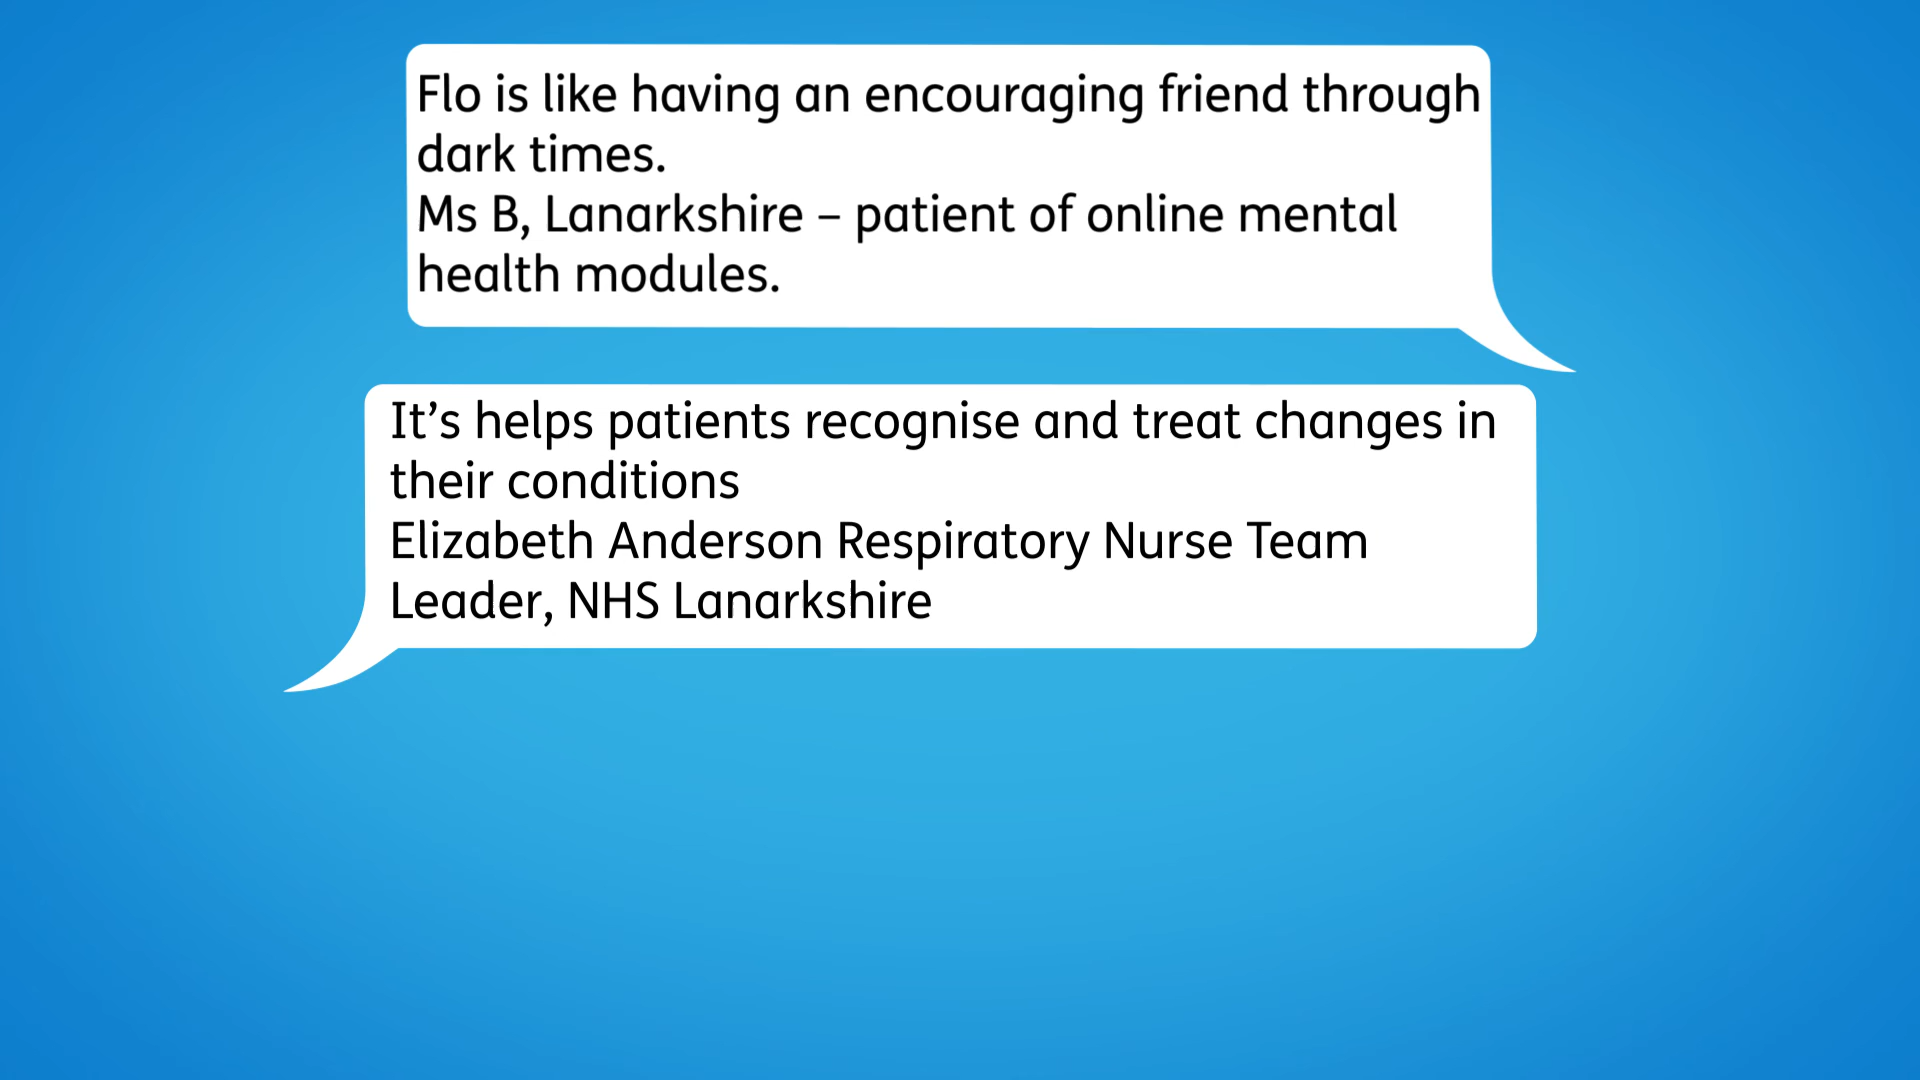 Flo is like having an encouraging friend through
dark times.
Ms B, Lanarkshire – patient of online mental
health modules.
It’s helps patients recognise and treat changes in
their conditions
Elizabeth Anderson Respiratory Nurse Team
Leader, NHS Lanarkshire